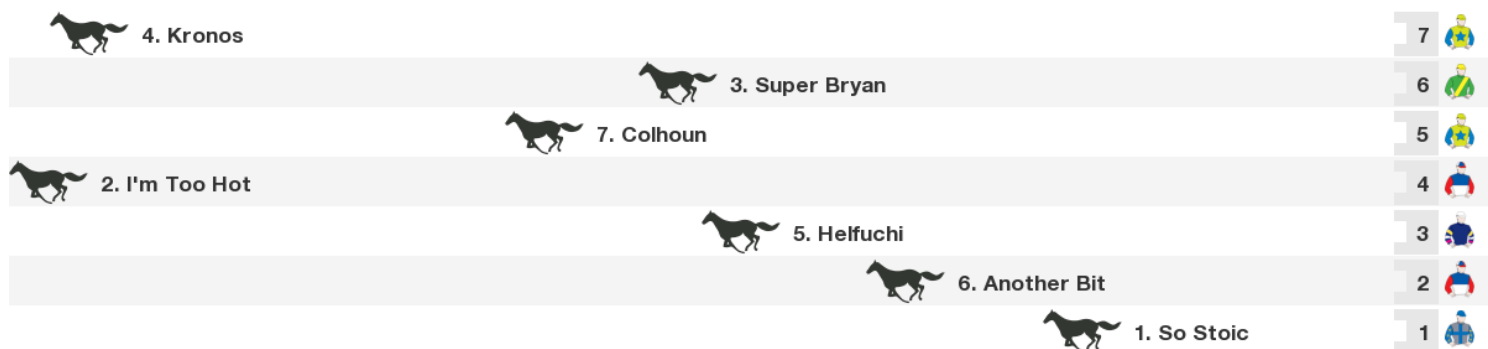 4. Kronos 7
3. Super Bryan 6
7. Colhoun 5
2. I'm Too Hot 4
5. Helfuchi 3
6. Another Bit 2
1. So Stoic 1